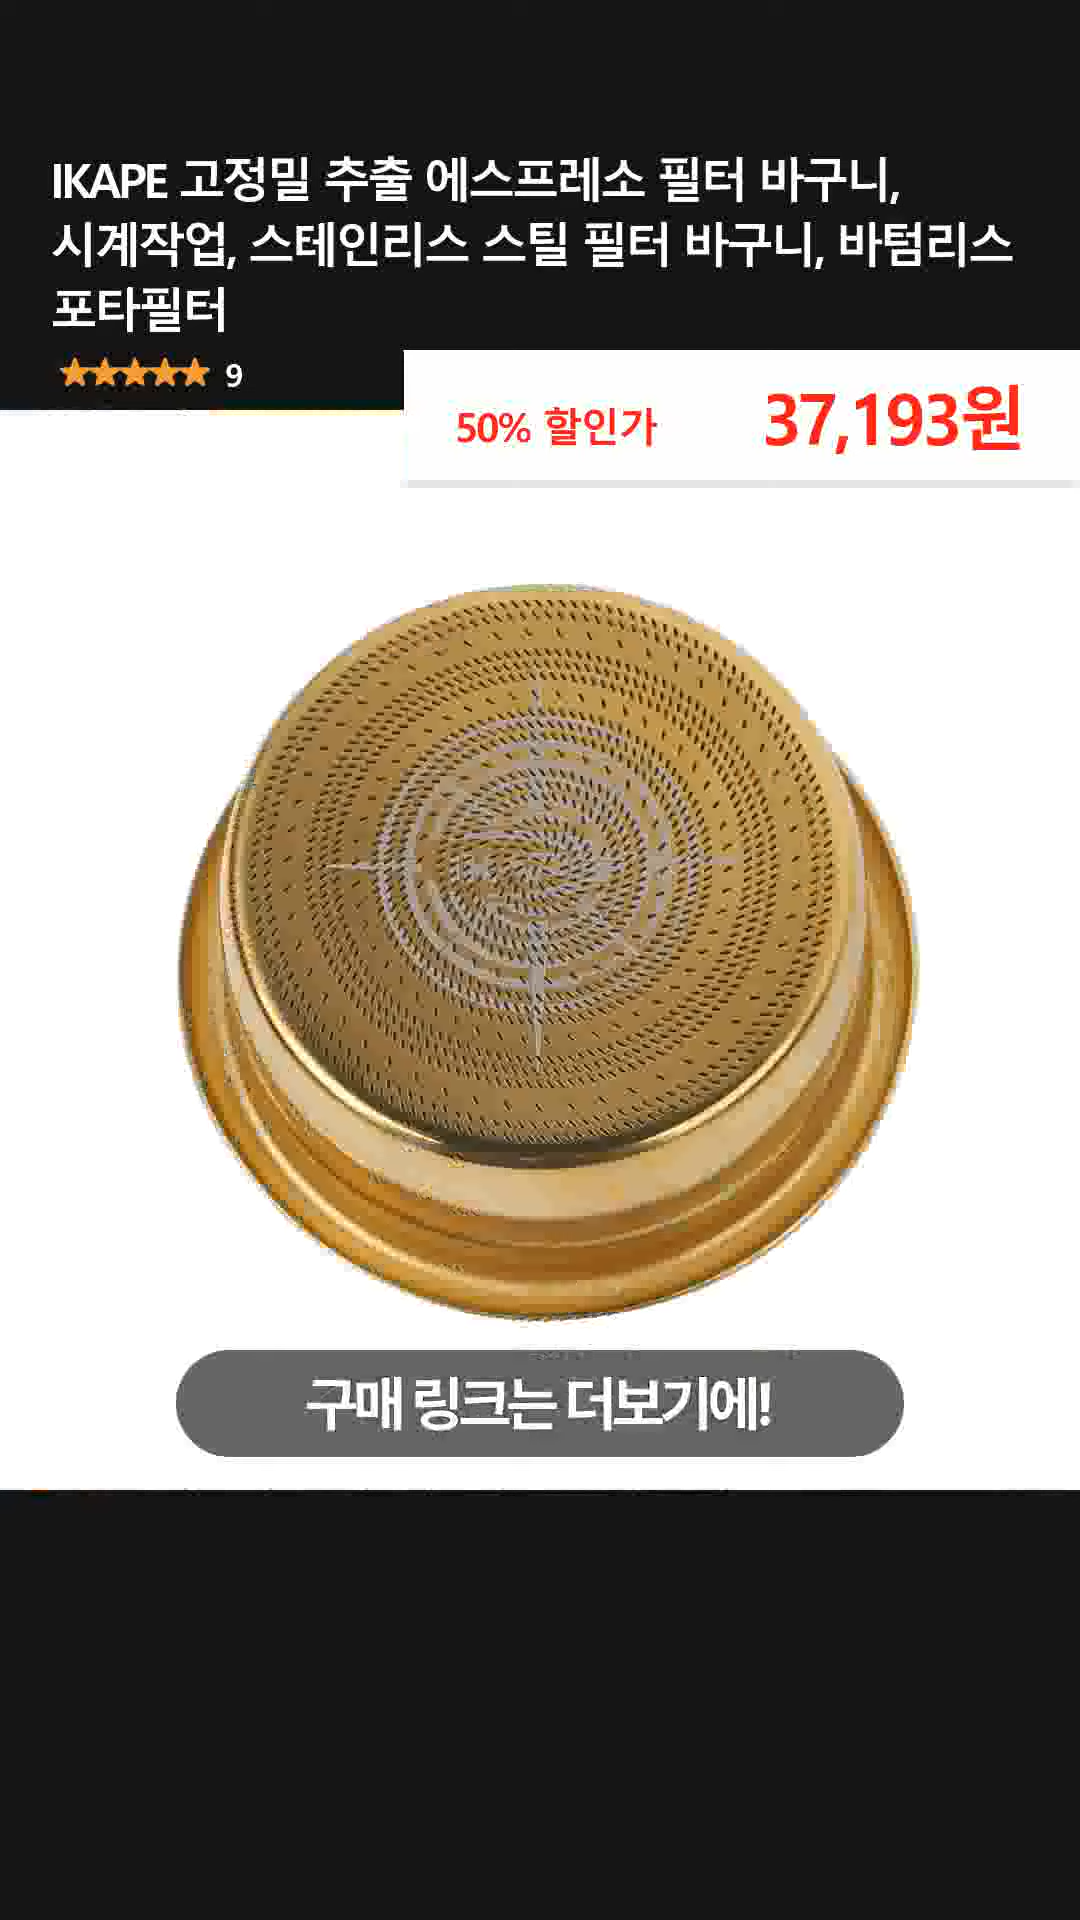 IKAPE 고정밀 추출 에스프레소 필터 바구니,
시계작업, 스테인리스 스틸 필터 바구니, 바텀리스
포타필터
9
50% 할인가 37,193원
구매 링크는 더보기에!